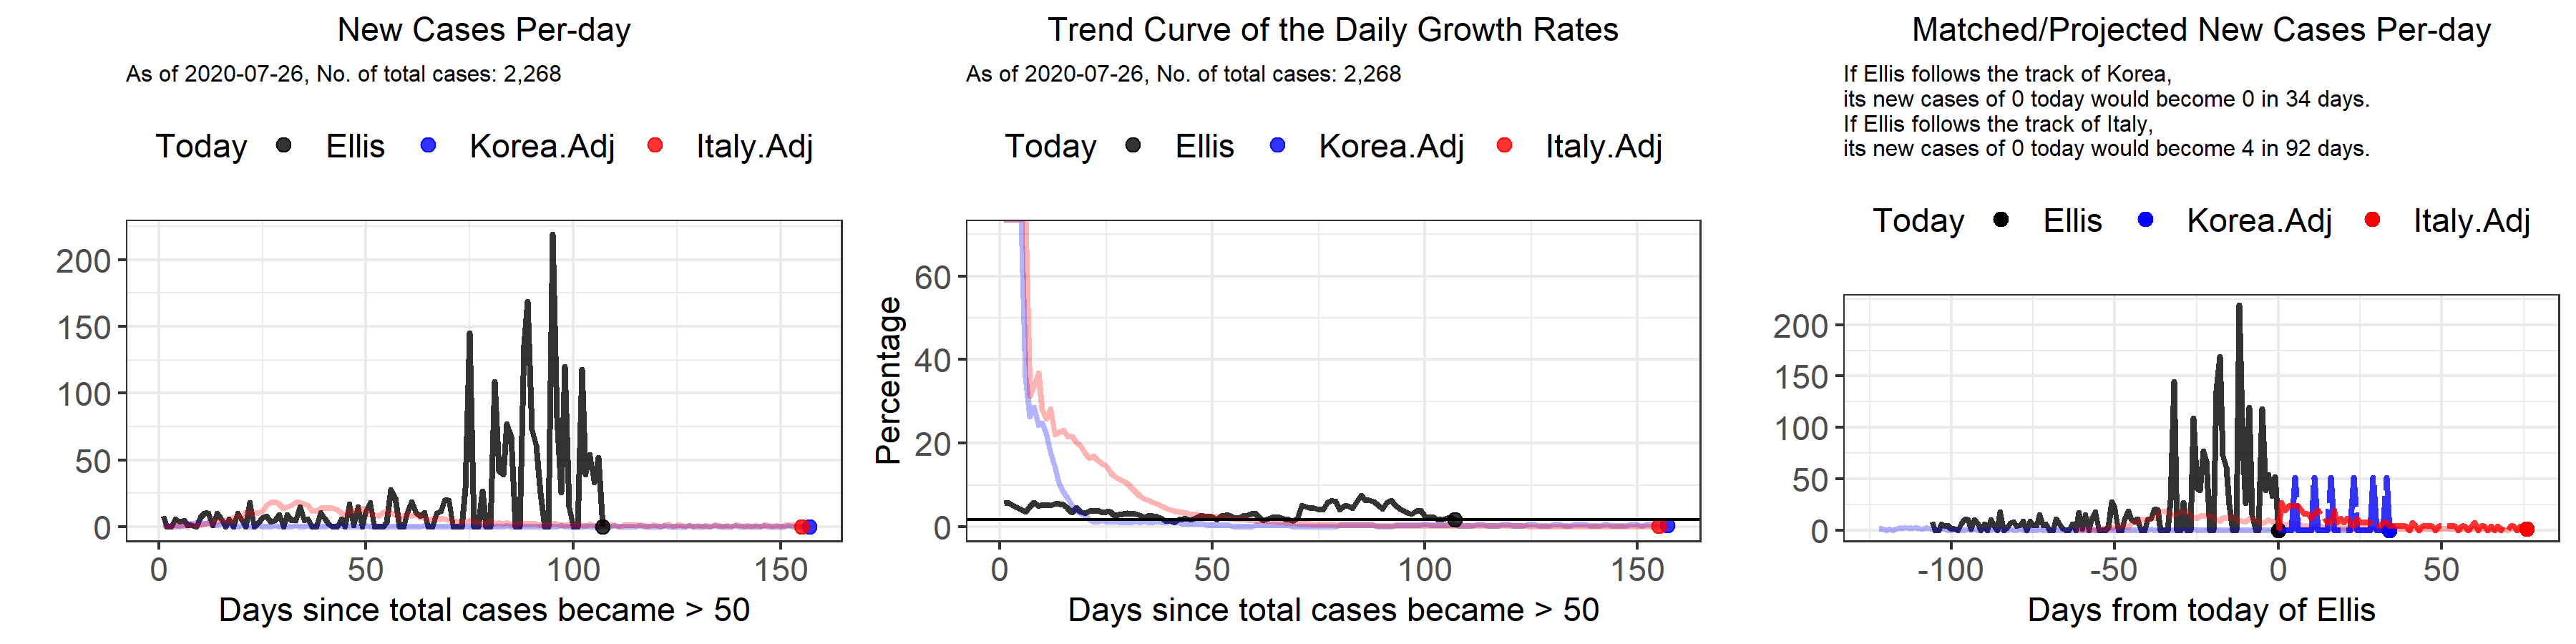 New Cases Per-day
As of 2020-07-26, No. of total cases: 2,268
Today Ellis Korea.Adj Italy.Adj
200
150
100
50
0
0 50 100 150
Days since total cases became > 50
Trend Curve of the Daily Growth Rates
As of 2020-07-26, No. of total cases: 2,268
Today Ellis Korea.Adj Italy.Adj
Percentage
60
40
20
0
0 50 100 150
Days since total cases became > 50
Matched/Projected New Cases Per-day
If Ellis follows the track of Korea,
its new cases of 0 today would become 0 in 34 days.
If Ellis follows the track of Italy,
its new cases of 0 today would become 4 in 92 days.
Today Ellis Korea.Adj Italy.Adj
200
150
100
50
0
-100 -50 0 50
Days from today of Ellis